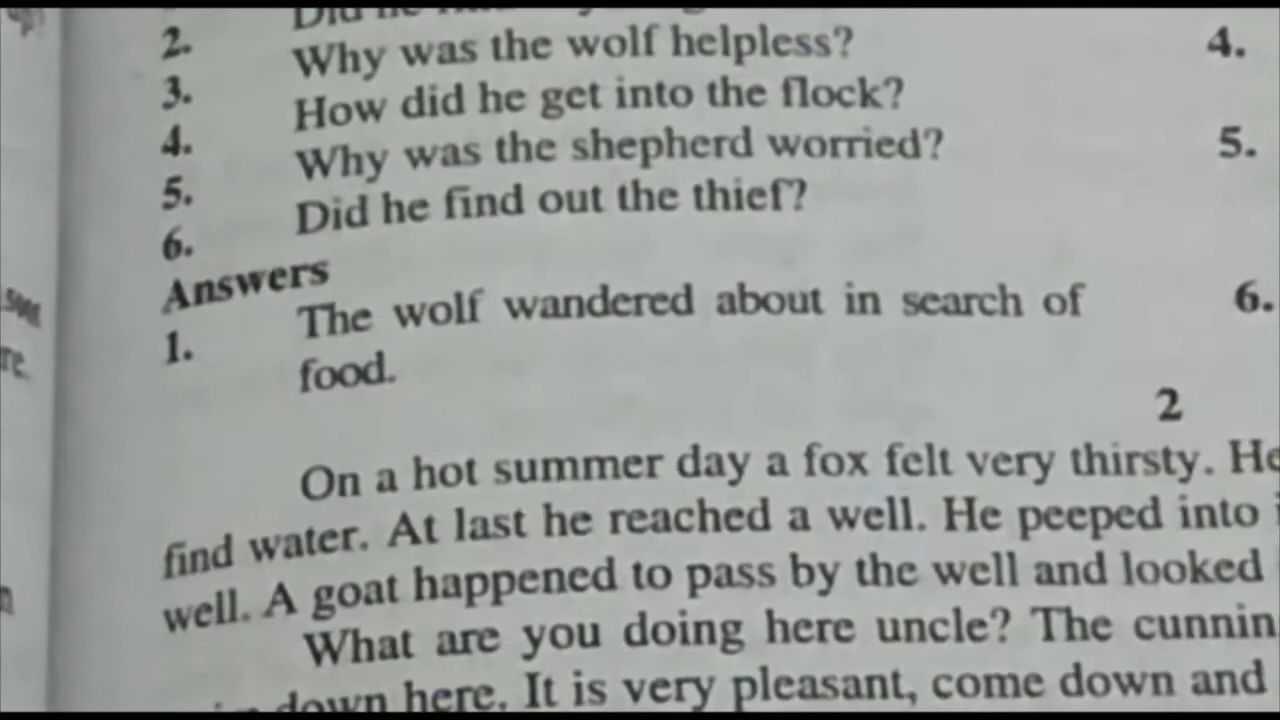 2. Why was the wolf helpless?
3. How did he get into the flock?
4. Why was the shepherd worried?
5. Did he find out the thief?
6.
Answers
1. The wolf wandered about in search of
food.
4.
5.
6.
2
On a hot summer day a fox felt very thirsty. He
find water. At last he reached a well. He peeped into
well. A goat happened to pass by the well and looked
What are you doing here uncle? The cunnin
down here. It is very pleasant, come down and